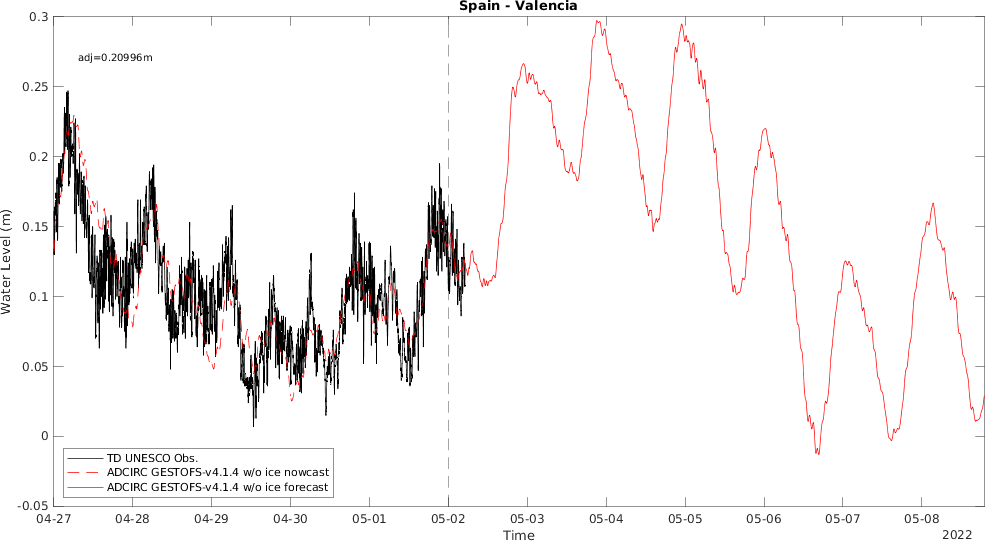 Spain - Valencia
adj=0.20996m
Water Level (m)
0.3
0.25
0.2
0.15
0.1
0.05
0
-0.05
TD UNESCO Obs.
ADCIRC GESTOFS-v4.1.4 w/o ice nowcast
ADCIRC GESTOFS-v4.1.4 w/o ice forecast
04-27 04-28 04-29 04-30 05-01 05-02 05-03 05-04 05-05 05-06 05-07 05-08
Time
2022